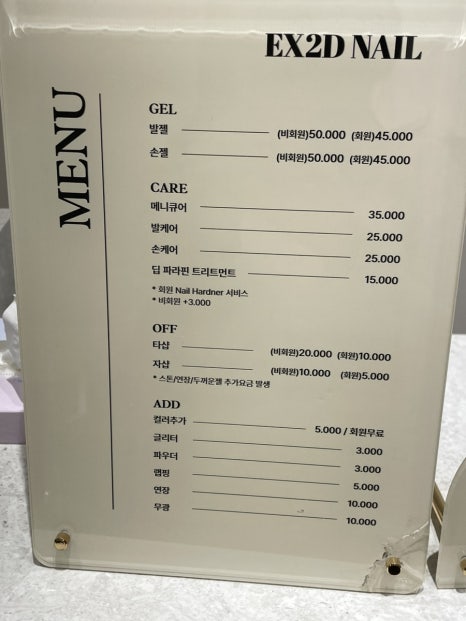 EX2D NAIL
MENU
GEL
발젤 (비회원)50.000 (회원)45.000
손젤 (비회원)50.000 (회원)45.000
CARE
메니큐어 35.000
발케어 25.000
손케어 25.000
딥 파라핀 트리트먼트 15.000
* 회원 Nail Hardner 서비스
* 비회원 +3.000
OFF
타샵 (비회원)20.000 (회원)10.000
자샵 (비회원)10.000 (회원)5.000
* 스톤/연장/두꺼운젤 추가요금 발생
ADD
컬러추가 5.000 / 회원무료
글리터 3.000
파우더 3.000
랩핑 5.000
연장 10.000
무광 10.000